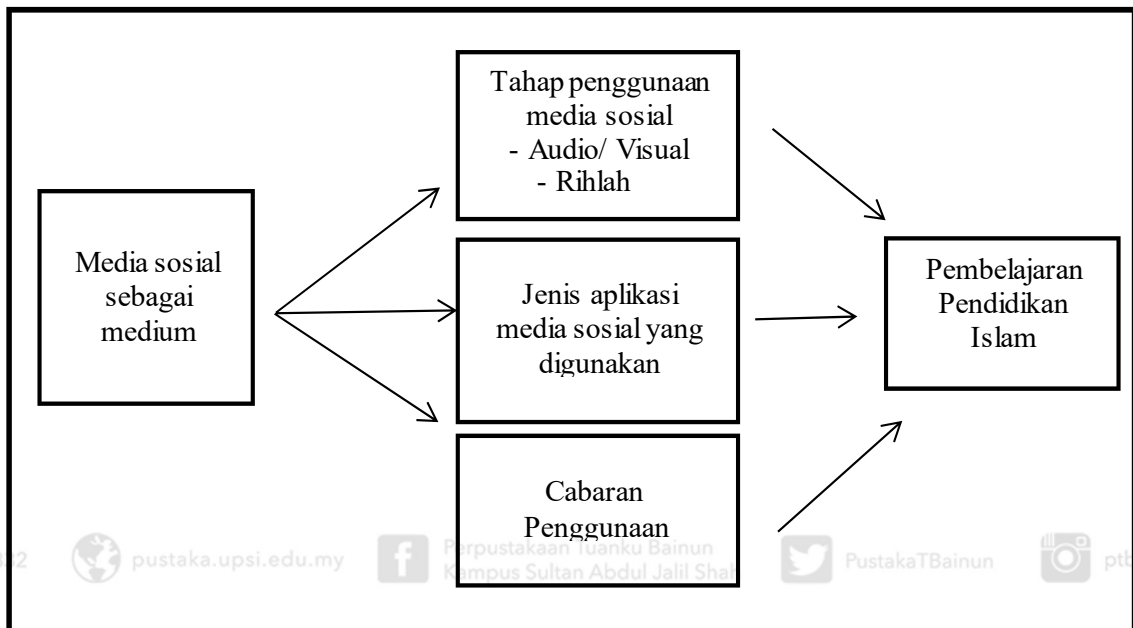 Tahap penggunaan
media sosial
- Audio/ Visual
- Rihlah
Media sosial
sebagai
medium
Jenis aplikasi
media sosial yang
digunakan
Pembelajaran
Pendidikan
Islam
Cabaran
Penggunaan
pustaka.upsi.edu.my
Perpustakaan Tuanku Bainun
Kampus Sultan Abdul Jalil Shah
PustakaTBainun
ptb